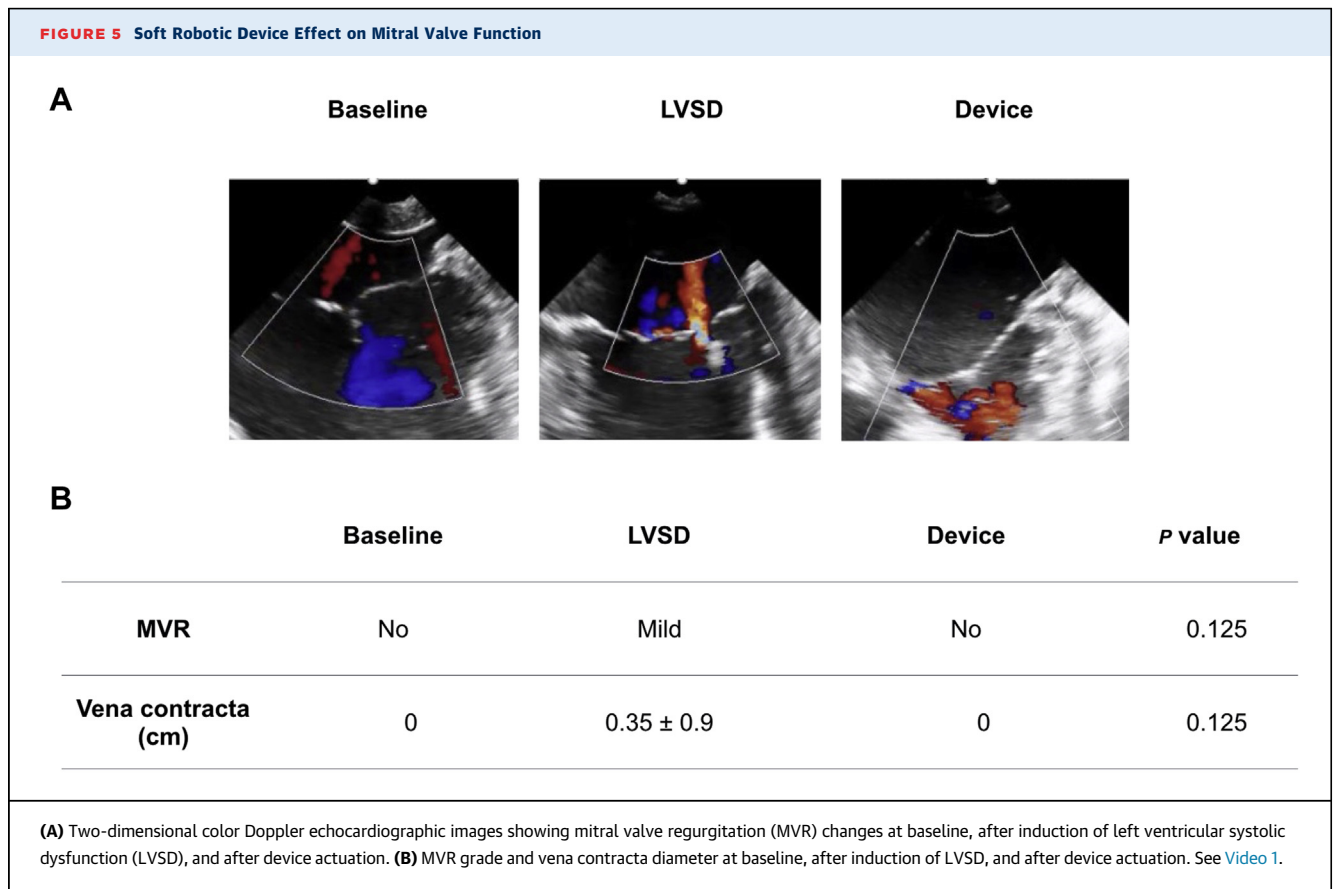 FIGURE 5 Soft Robotic Device Effect on Mitral Valve Function
A
Baseline LVSD Device
B
Baseline LVSD Device P value
MVR No Mild No 0.125
Vena contracta
(cm) 0 0.35 ± 0.9 0 0.125
(A) Two-dimensional color Doppler echocardiographic images showing mitral valve regurgitation (MVR) changes at baseline, after induction of left ventricular systolic
dysfunction (LVSD), and after device actuation. (B) MVR grade and vena contracta diameter at baseline, after induction of LVSD, and after device actuation. See Video 1.